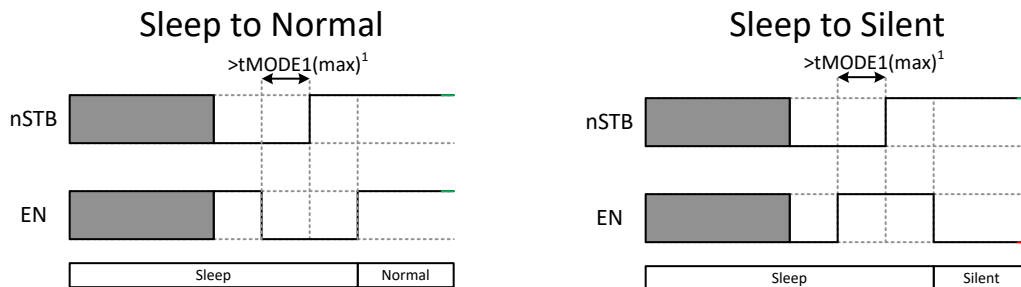 Sleep to Normal
>tMODE1(max)1
nSTB
EN
Sleep
Normal
Sleep to Silent
>tMODE1(max)1
nSTB
EN
Sleep
Silent